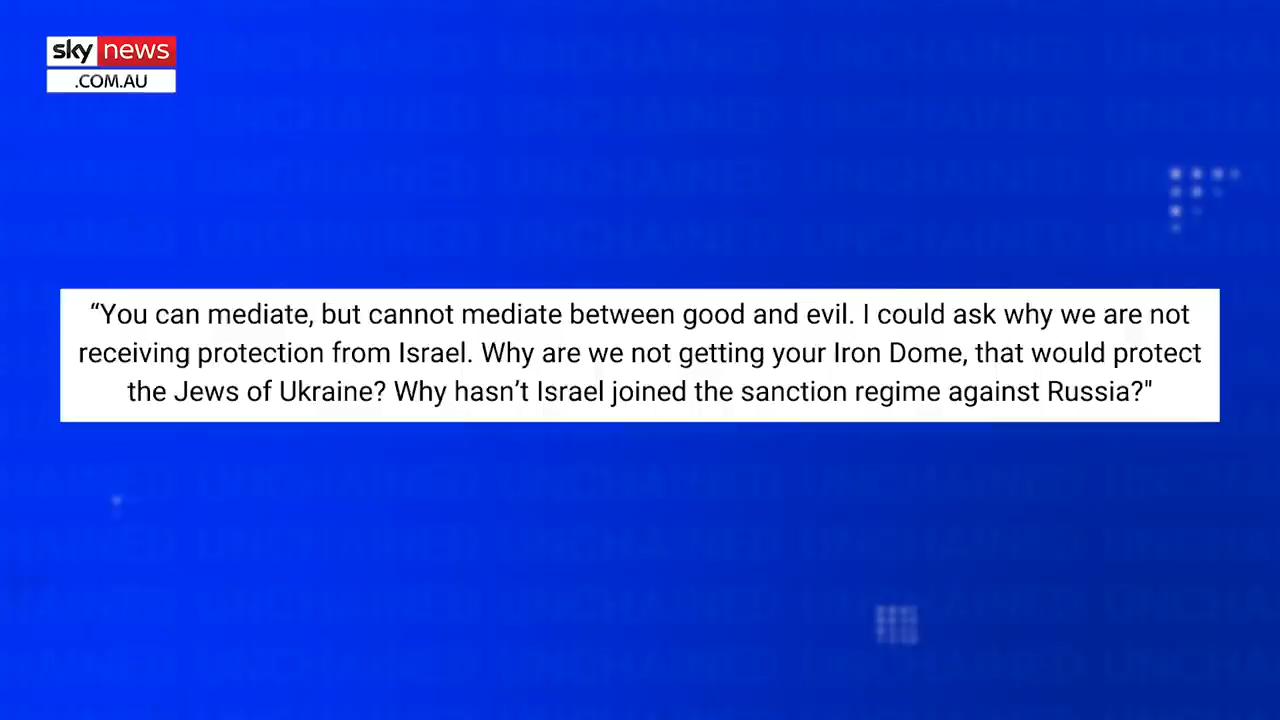 sky news
.COM.AU
“You can mediate, but cannot mediate between good and evil. I could ask why we are not
receiving protection from Israel. Why are we not getting your Iron Dome, that would protect
the Jews of Ukraine? Why hasn’t Israel joined the sanction regime against Russia?"